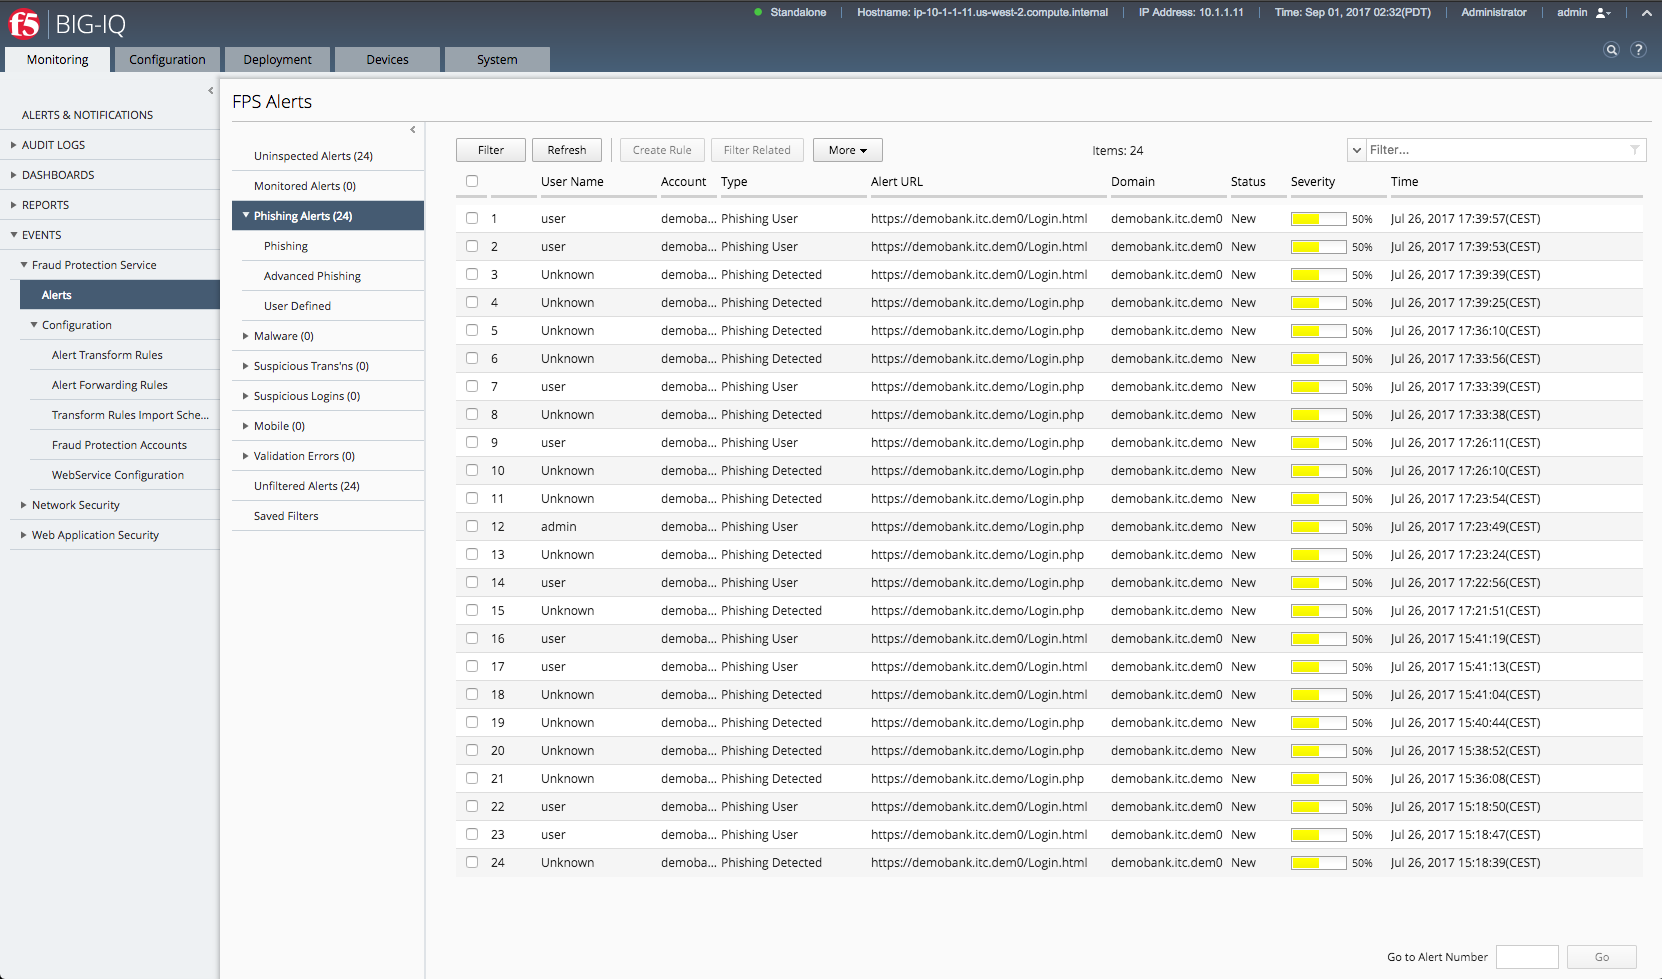 f5 BIG-IQ
Standalone Hostname: ip-10-1-1-11.us-west-2.compute.internal IP Address: 10.1.1.11 Time: Sep 01, 2017 02:32(PDT) Administrator admin
Monitoring Configuration Deployment Devices System
ALERTS & NOTIFICATIONS
AUDIT LOGS
DASHBOARDS
REPORTS
EVENTS
Fraud Protection Service
Alerts
Configuration
Alert Transform Rules
Alert Forwarding Rules
Transform Rules Import Sche...
Fraud Protection Accounts
WebService Configuration
Network Security
Web Application Security
FPS Alerts
Uninspected Alerts (24)
Monitored Alerts (0)
Phishing Alerts (24)
Phishing
Advanced Phishing
User Defined
Malware (0)
Suspicious Trans'ns (0)
Suspicious Logins (0)
Mobile (0)
Validation Errors (0)
Unfiltered Alerts (24)
Saved Filters
Filter Refresh Create Rule Filter Related More Items: 24 Filter...
User Name Account Type Alert URL Domain Status Severity Time
1 user demoba... Phishing User https://demobank.itc.dem0/Login.html demobank.itc.dem0 New 50% Jul 26, 2017 17:39:57(CEST)
2 user demoba... Phishing User https://demobank.itc.dem0/Login.html demobank.itc.dem0 New 50% Jul 26, 2017 17:39:53(CEST)
3 Unknown demoba... Phishing Detected https://demobank.itc.dem0/Login.html demobank.itc.dem0 New 50% Jul 26, 2017 17:39:39(CEST)
4 Unknown demoba... Phishing Detected https://demobank.itc.demo/Login.php demobank.itc.demo New 50% Jul 26, 2017 17:39:25(CEST)
5 Unknown demoba... Phishing Detected https://demobank.itc.demo/Login.php demobank.itc.demo New 50% Jul 26, 2017 17:36:10(CEST)
6 Unknown demoba... Phishing Detected https://demobank.itc.demo/Login.php demobank.itc.demo New 50% Jul 26, 2017 17:33:56(CEST)
7 user demoba... Phishing User https://demobank.itc.demo/Login.php demobank.itc.demo New 50% Jul 26, 2017 17:33:39(CEST)
8 Unknown demoba... Phishing Detected https://demobank.itc.demo/Login.php demobank.itc.demo New 50% Jul 26, 2017 17:33:38(CEST)
9 user demoba... Phishing User https://demobank.itc.demo/Login.php demobank.itc.demo New 50% Jul 26, 2017 17:26:11(CEST)
10 Unknown demoba... Phishing Detected https://demobank.itc.demo/Login.php demobank.itc.demo New 50% Jul 26, 2017 17:26:10(CEST)
11 Unknown demoba... Phishing Detected https://demobank.itc.demo/Login.php demobank.itc.demo New 50% Jul 26, 2017 17:23:54(CEST)
12 admin demoba... Phishing User https://demobank.itc.demo/Login.php demobank.itc.demo New 50% Jul 26, 2017 17:23:49(CEST)
13 Unknown demoba... Phishing Detected https://demobank.itc.demo/Login.php demobank.itc.demo New 50% Jul 26, 2017 17:23:24(CEST)
14 user demoba... Phishing User https://demobank.itc.demo/Login.php demobank.itc.demo New 50% Jul 26, 2017 17:22:56(CEST)
15 Unknown demoba... Phishing Detected https://demobank.itc.demo/Login.php demobank.itc.demo New 50% Jul 26, 2017 17:21:51(CEST)
16 user demoba... Phishing User https://demobank.itc.dem0/Login.html demobank.itc.dem0 New 50% Jul 26, 2017 15:41:19(CEST)
17 user demoba... Phishing User https://demobank.itc.dem0/Login.html demobank.itc.dem0 New 50% Jul 26, 2017 15:41:13(CEST)
18 Unknown demoba... Phishing Detected https://demobank.itc.dem0/Login.html demobank.itc.dem0 New 50% Jul 26, 2017 15:41:04(CEST)
19 Unknown demoba... Phishing Detected https://demobank.itc.demo/Login.php demobank.itc.demo New 50% Jul 26, 2017 15:40:44(CEST)
20 Unknown demoba... Phishing Detected https://demobank.itc.demo/Login.php demobank.itc.demo New 50% Jul 26, 2017 15:38:52(CEST)
21 Unknown demoba... Phishing Detected https://demobank.itc.demo/Login.php demobank.itc.demo New 50% Jul 26, 2017 15:36:08(CEST)
22 user demoba... Phishing User https://demobank.itc.dem0/Login.html demobank.itc.dem0 New 50% Jul 26, 2017 15:18:50(CEST)
23 user demoba... Phishing User https://demobank.itc.dem0/Login.html demobank.itc.dem0 New 50% Jul 26, 2017 15:18:47(CEST)
24 Unknown demoba... Phishing Detected https://demobank.itc.dem0/Login.html demobank.itc.dem0 New 50% Jul 26, 2017 15:18:39(CEST)
Go to Alert Number Go